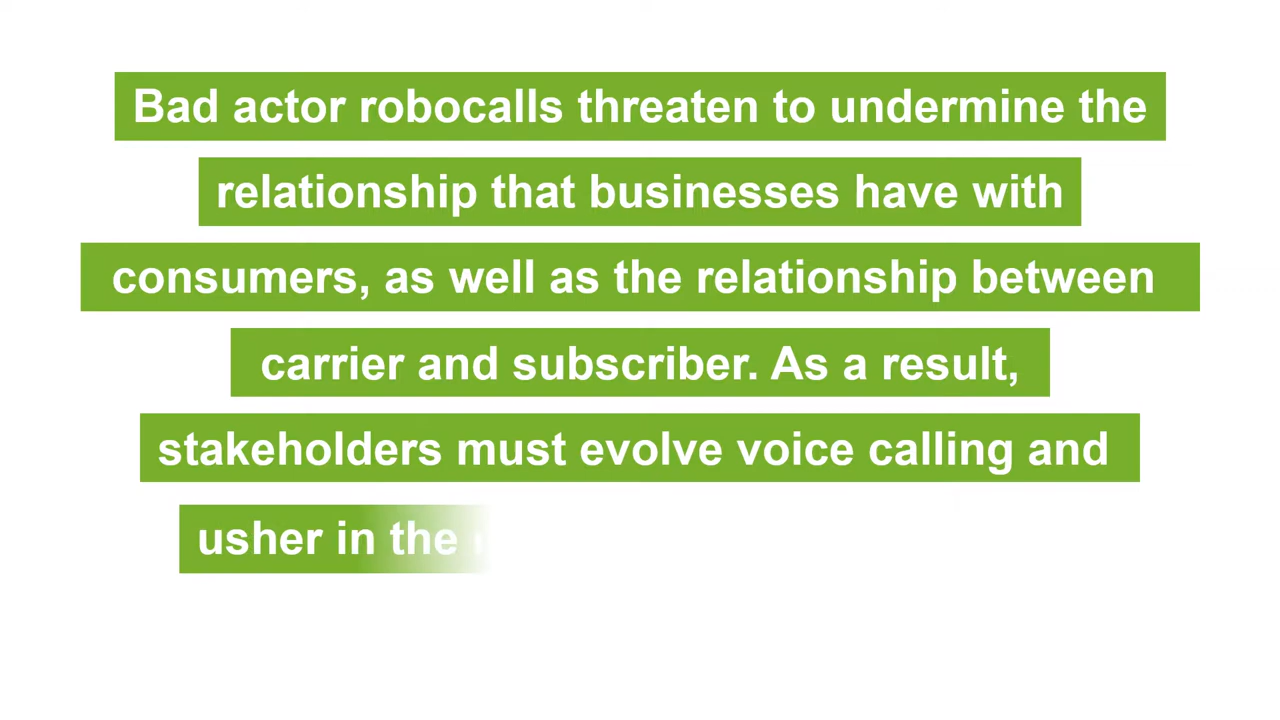 Bad actor robocalls threaten to undermine the
relationship that businesses have with
consumers, as well as the relationship between
carrier and subscriber. As a result,
stakeholders must evolve voice calling and
usher in the